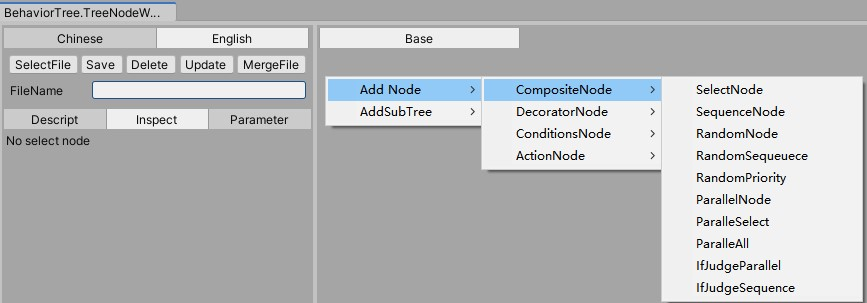 BehaviorTree.TreeNodeW...
Chinese English Base
SelectFile Save Delete Update MergeFile
FileName
Descript Inspect Parameter
No select node
Add Node
AddSubTree
CompositeNode
DecoratorNode
ConditionsNode
ActionNode
SelectNode
SequenceNode
RandomNode
RandomSequeuece
RandomPriority
ParallelNode
ParalleSelect
ParalleAll
IfJudgeParallel
IfJudgeSequence